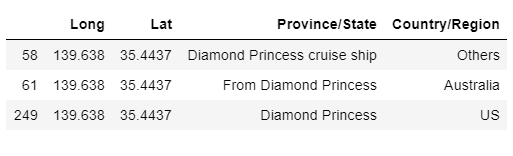 Long Lat Province/State Country/Region
58 139.638 35.4437 Diamond Princess cruise ship Others
61 139.638 35.4437 From Diamond Princess Australia
249 139.638 35.4437 Diamond Princess US